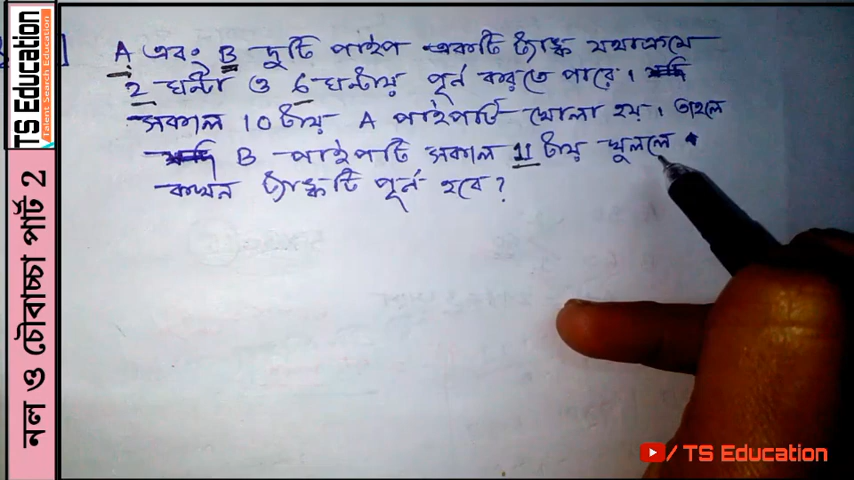 A এবং B দুটি পাইপ একটি ট্যাঙ্ক যথাক্রমে
2 ঘন্টা ও 6 ঘন্টায় পূর্ন করতে পারে।
সকাল 10 টায় A পাইপটি খোলা হয়। তাহলে
B পাইপটি সকাল 11 টায় খুললে
কখন ট্যাঙ্কটি পূর্ন হবে?
TS Education
Talent Search Education
নল ও চৌবাচ্চা পার্ট 2
/ TS Education